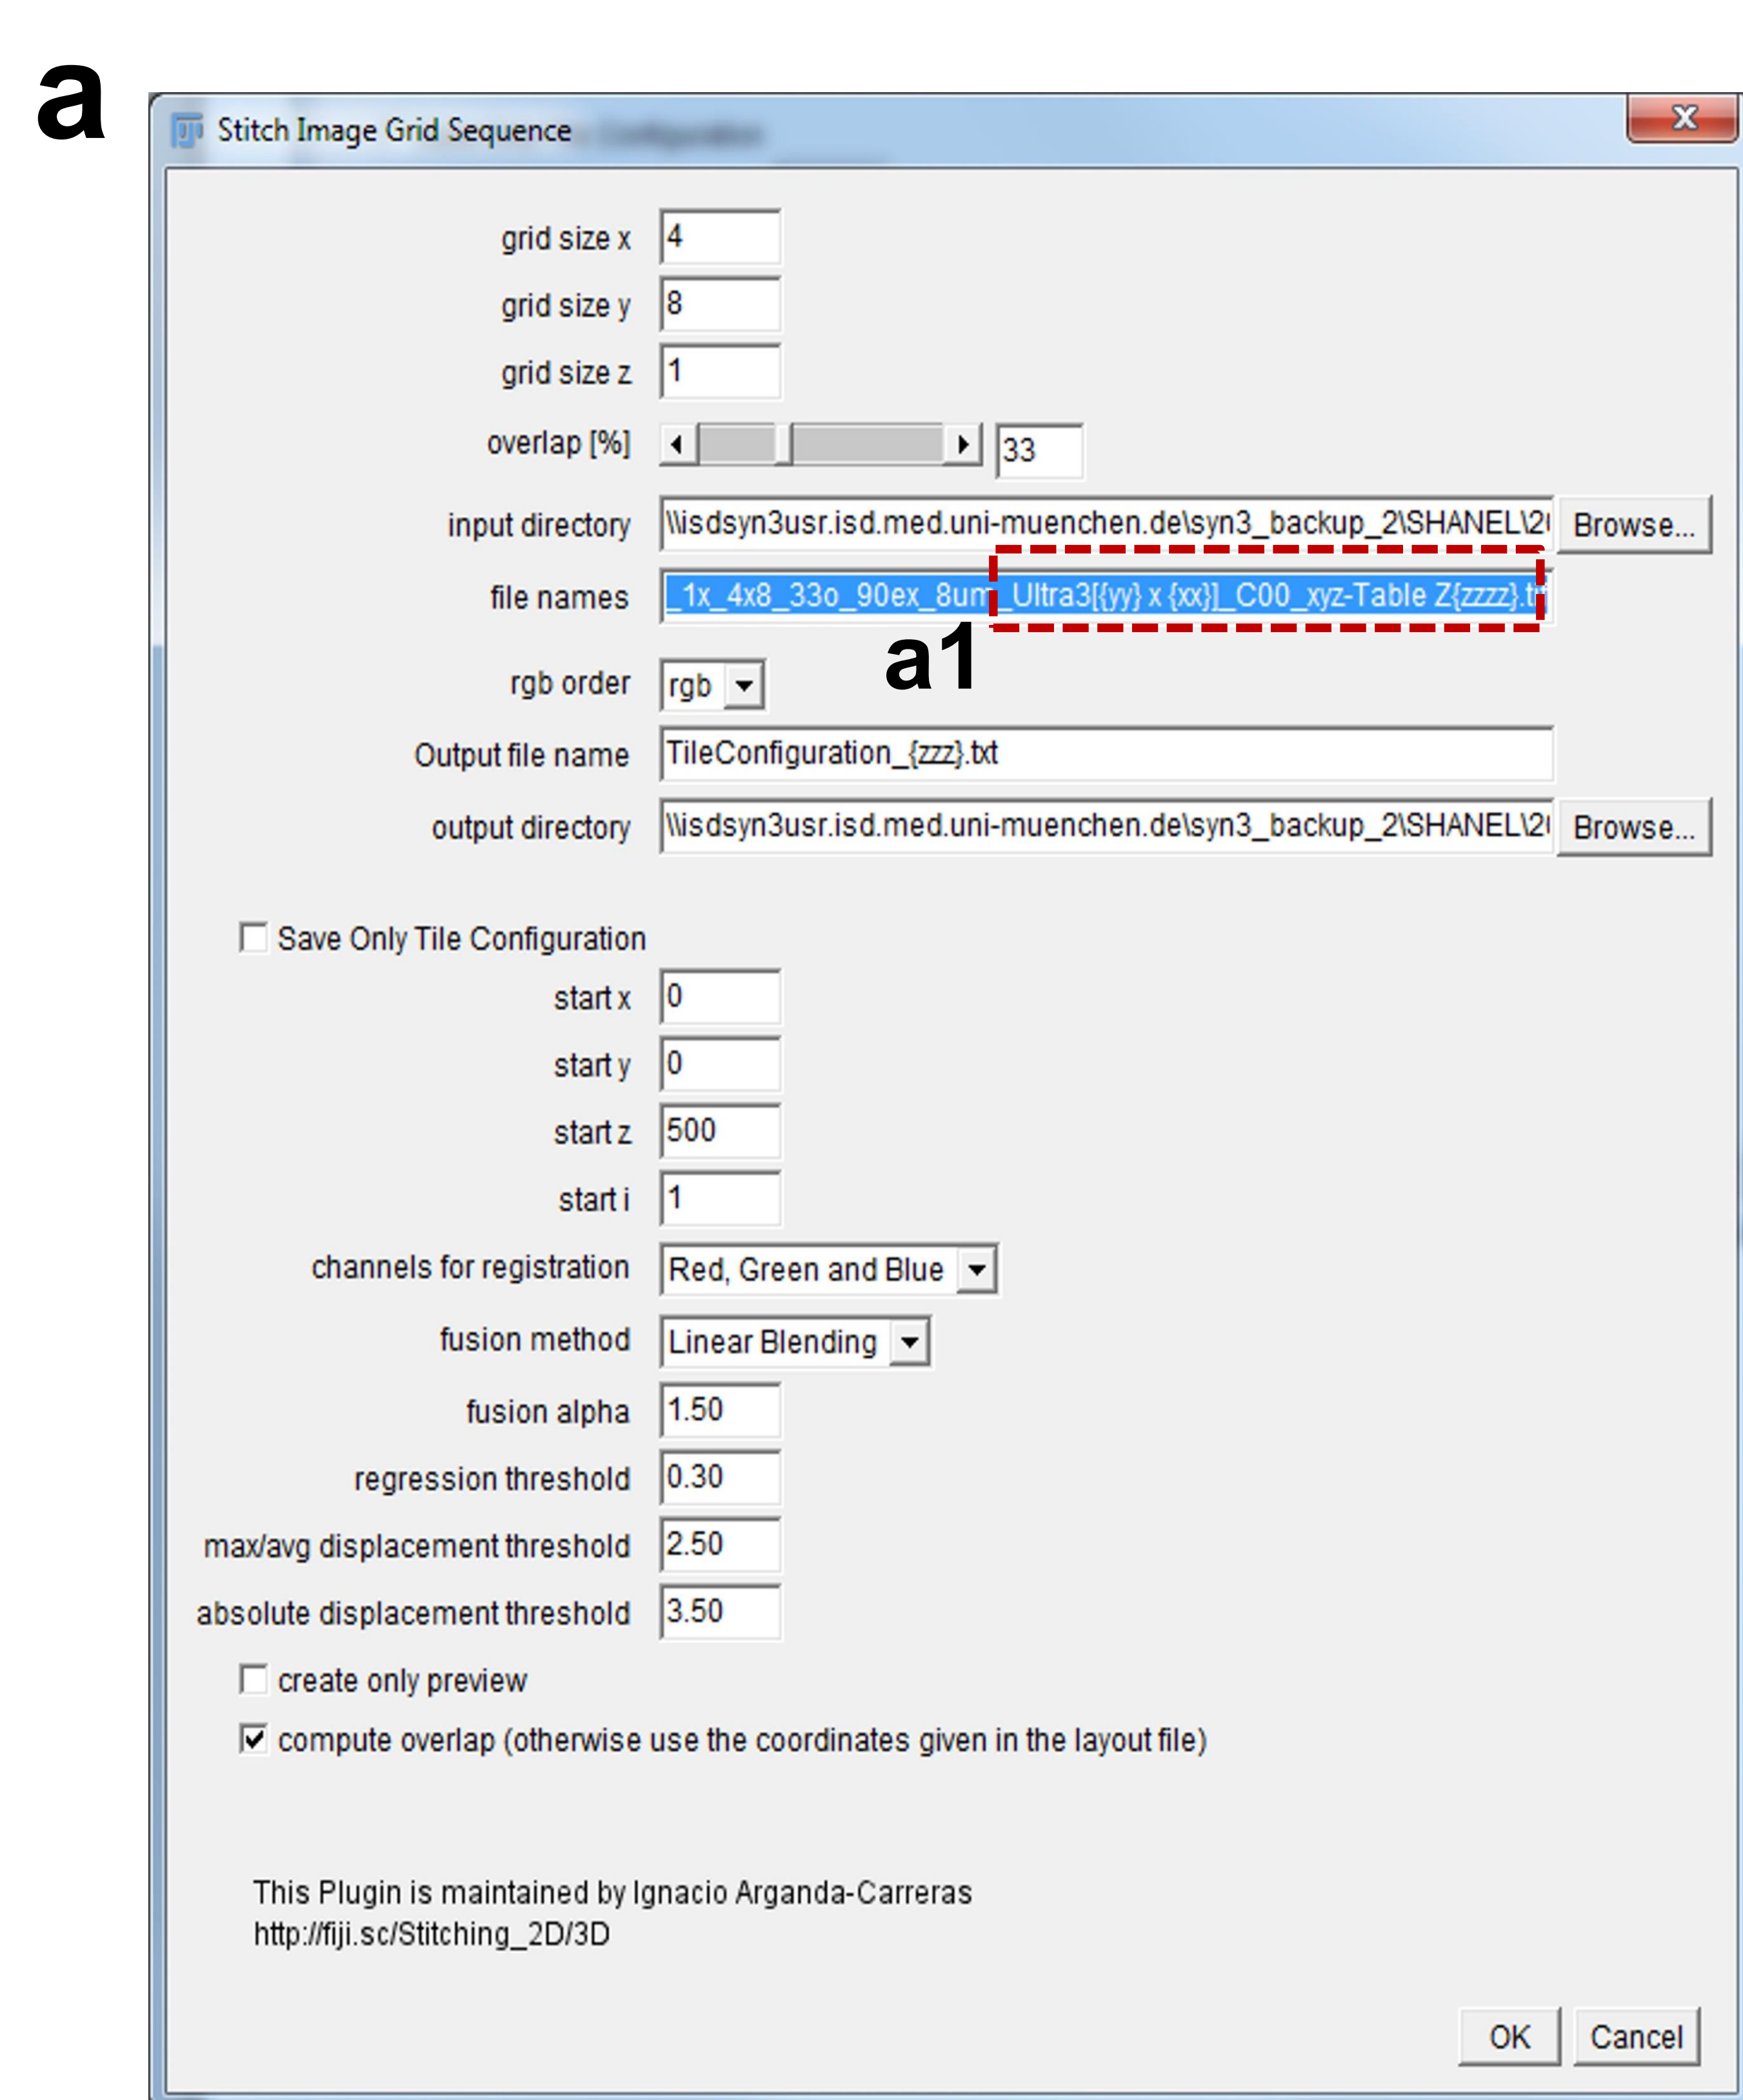 a
Stitch Image Grid Sequence
x
grid size x 4
grid size y 8
grid size z 1
overlap [%] 33
input directory \\isdsyn3usr.isd.med.uni-muenchen.de\syn3_backup_2\SHANEL\2 Browse...
file names _1x_4x8_33o_90ex_8um_Ultra3[{yy} x {xx}]_C00_xyz-Table Z{zzzz}.t
a1
rgb order rgb
Output file name TileConfiguration_{zzz}.txt
output directory \\isdsyn3usr.isd.med.uni-muenchen.de\syn3_backup_2\SHANEL\2 Browse...
Save Only Tile Configuration
start x 0
start y 0
start z 500
start i 1
channels for registration Red, Green and Blue
fusion method Linear Blending
fusion alpha 1.50
regression threshold 0.30
max/avg displacement threshold 2.50
absolute displacement threshold 3.50
create only preview
compute overlap (otherwise use the coordinates given in the layout file)
This Plugin is maintained by Ignacio Arganda-Carreras
http://fiji.sc/Stitching_2D/3D
OK Cancel